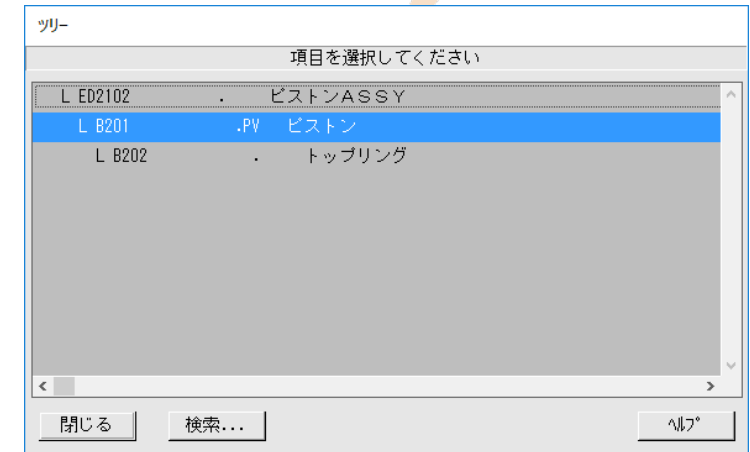 ﾂﾘｰ
項目を選択してください
L ED2102 . ピストンＡＳＳＹ
L B201 .PV ピストン
L B202 . トップリング
閉じる 検索... ﾍﾙﾌﾟ